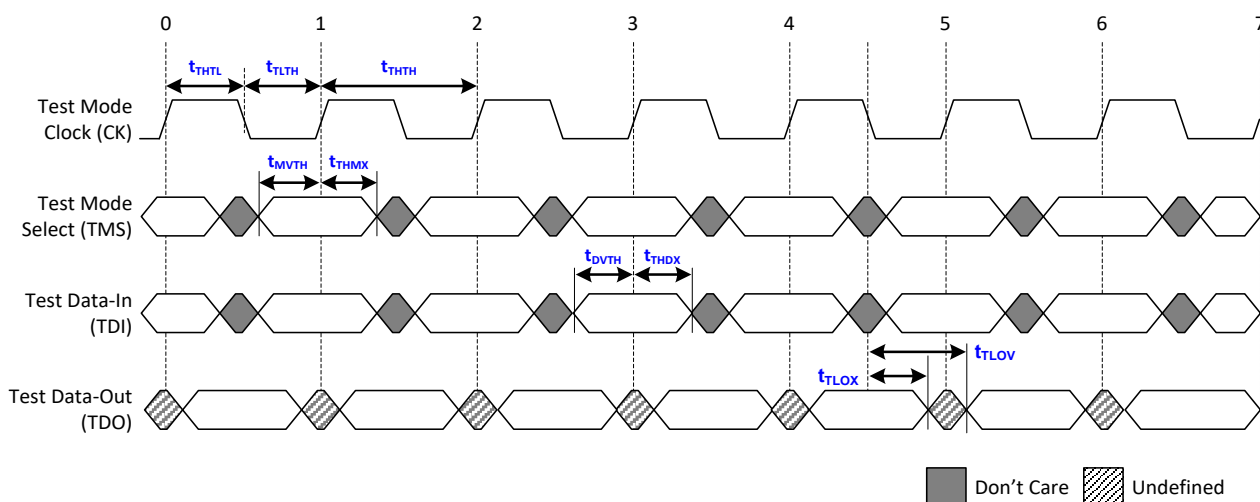 0 1 2 3 4 5 6 7
tTHTL tTLTH tTHTH
Test Mode
Clock (CK)
tMVTH tTHMX
Test Mode
Select (TMS)
tDVTH tTHDX
Test Data-In
(TDI)
tTLOV
tTLOX
Test Data-Out
(TDO)
Don't Care Undefined